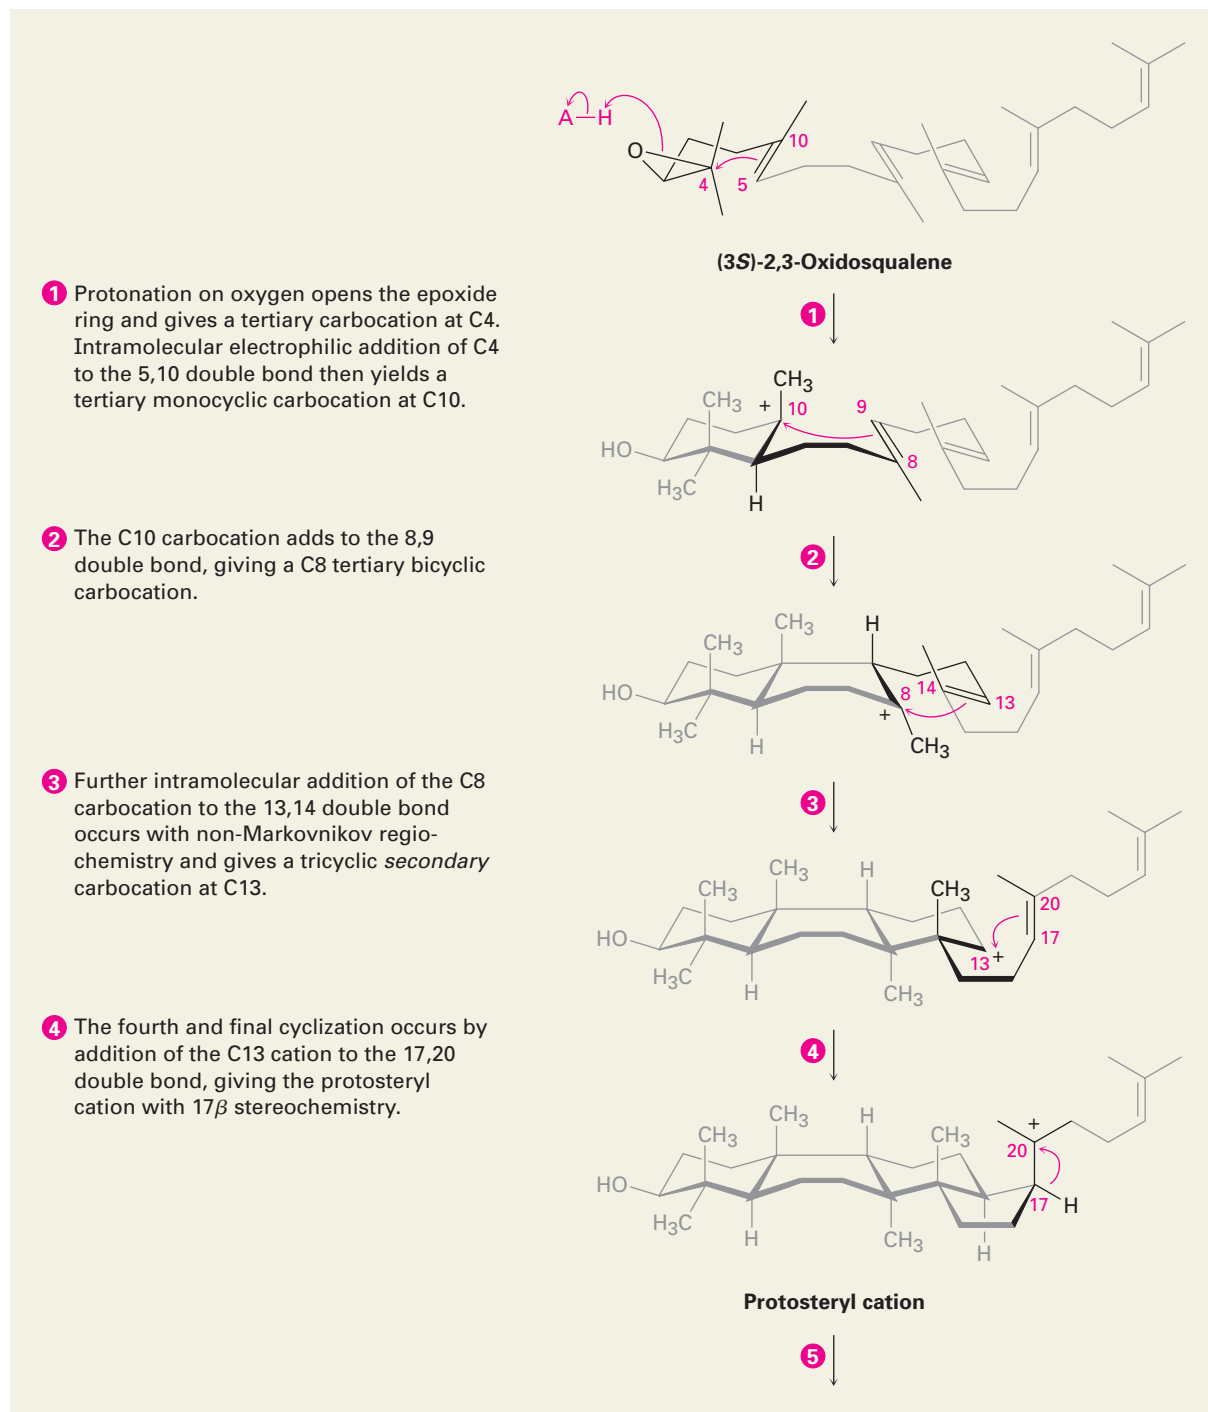 A—H
O
10
4
5
(3S)-2,3-Oxidosqualene
1 Protonation on oxygen opens the epoxide
ring and gives a tertiary carbocation at C4.
Intramolecular electrophilic addition of C4
to the 5,10 double bond then yields a
tertiary monocyclic carbocation at C10.
1
CH3
CH3
+
10
9
HO
8
H3C
H
2 The C10 carbocation adds to the 8,9
double bond, giving a C8 tertiary bicyclic
carbocation.
2
CH3
H
CH3
HO
8
14
13
+
H3C
H
CH3
3 Further intramolecular addition of the C8
carbocation to the 13,14 double bond
occurs with non-Markovnikov regio-
chemistry and gives a tricyclic secondary
carbocation at C13.
3
CH3
H
CH3
CH3
20
HO
17
13
+
H3C
H
CH3
4 The fourth and final cyclization occurs by
addition of the C13 cation to the 17,20
double bond, giving the protosteryl
cation with 17β stereochemistry.
4
CH3
H
+
CH3
CH3
20
HO
17
H
H3C
H
CH3
H
Protosteryl cation
5